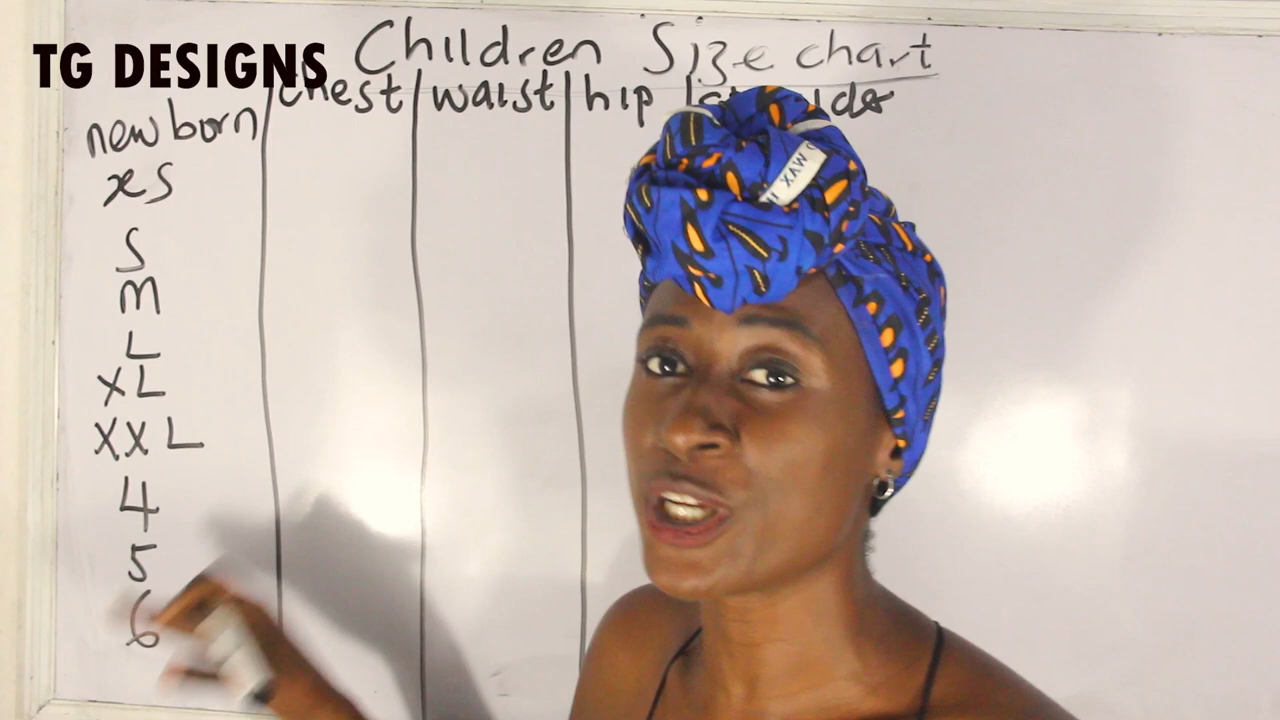 TG DESIGNS
Children Size chart
chest waist hip
newborn
xS
S
M
L
XL
XXL
4
5
6